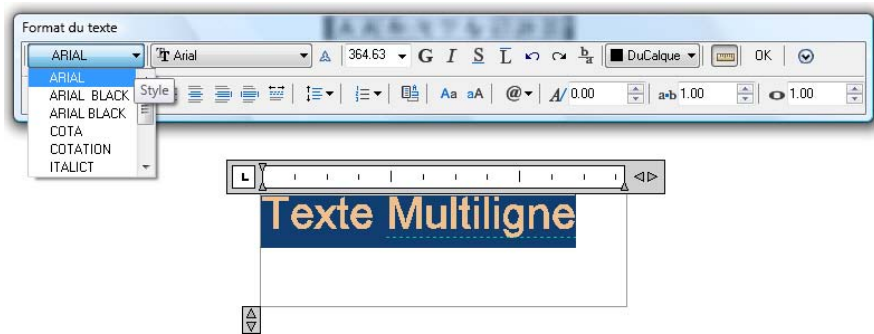 Format du texte
ARIAL Arial 364.63 G I S L b/a DuCalque OK
ARIAL
ARIAL BLACK Style Aa aA @ A/ 0.00 a•b 1.00 1.00
ARIAL BLACK
COTA
COTATION
ITALICT
L
Texte Multiligne